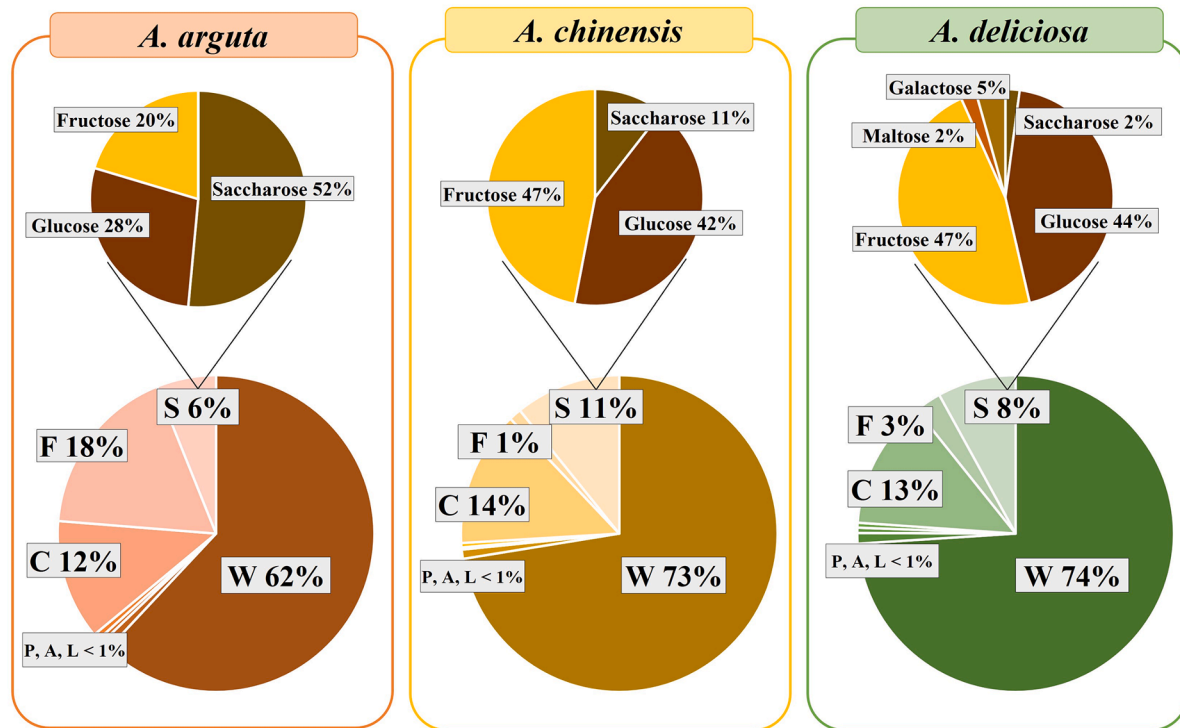 A. arguta
Fructose 20%
Saccharose 52%
Glucose 28%
S 6%
F 18%
C 12%
W 62%
P, A, L < 1%
A. chinensis
Saccharose 11%
Fructose 47%
Glucose 42%
S 11%
F 1%
C 14%
W 73%
P, A, L < 1%
A. deliciosa
Galactose 5%
Saccharose 2%
Maltose 2%
Glucose 44%
Fructose 47%
S 8%
F 3%
C 13%
P, A, L < 1%
W 74%